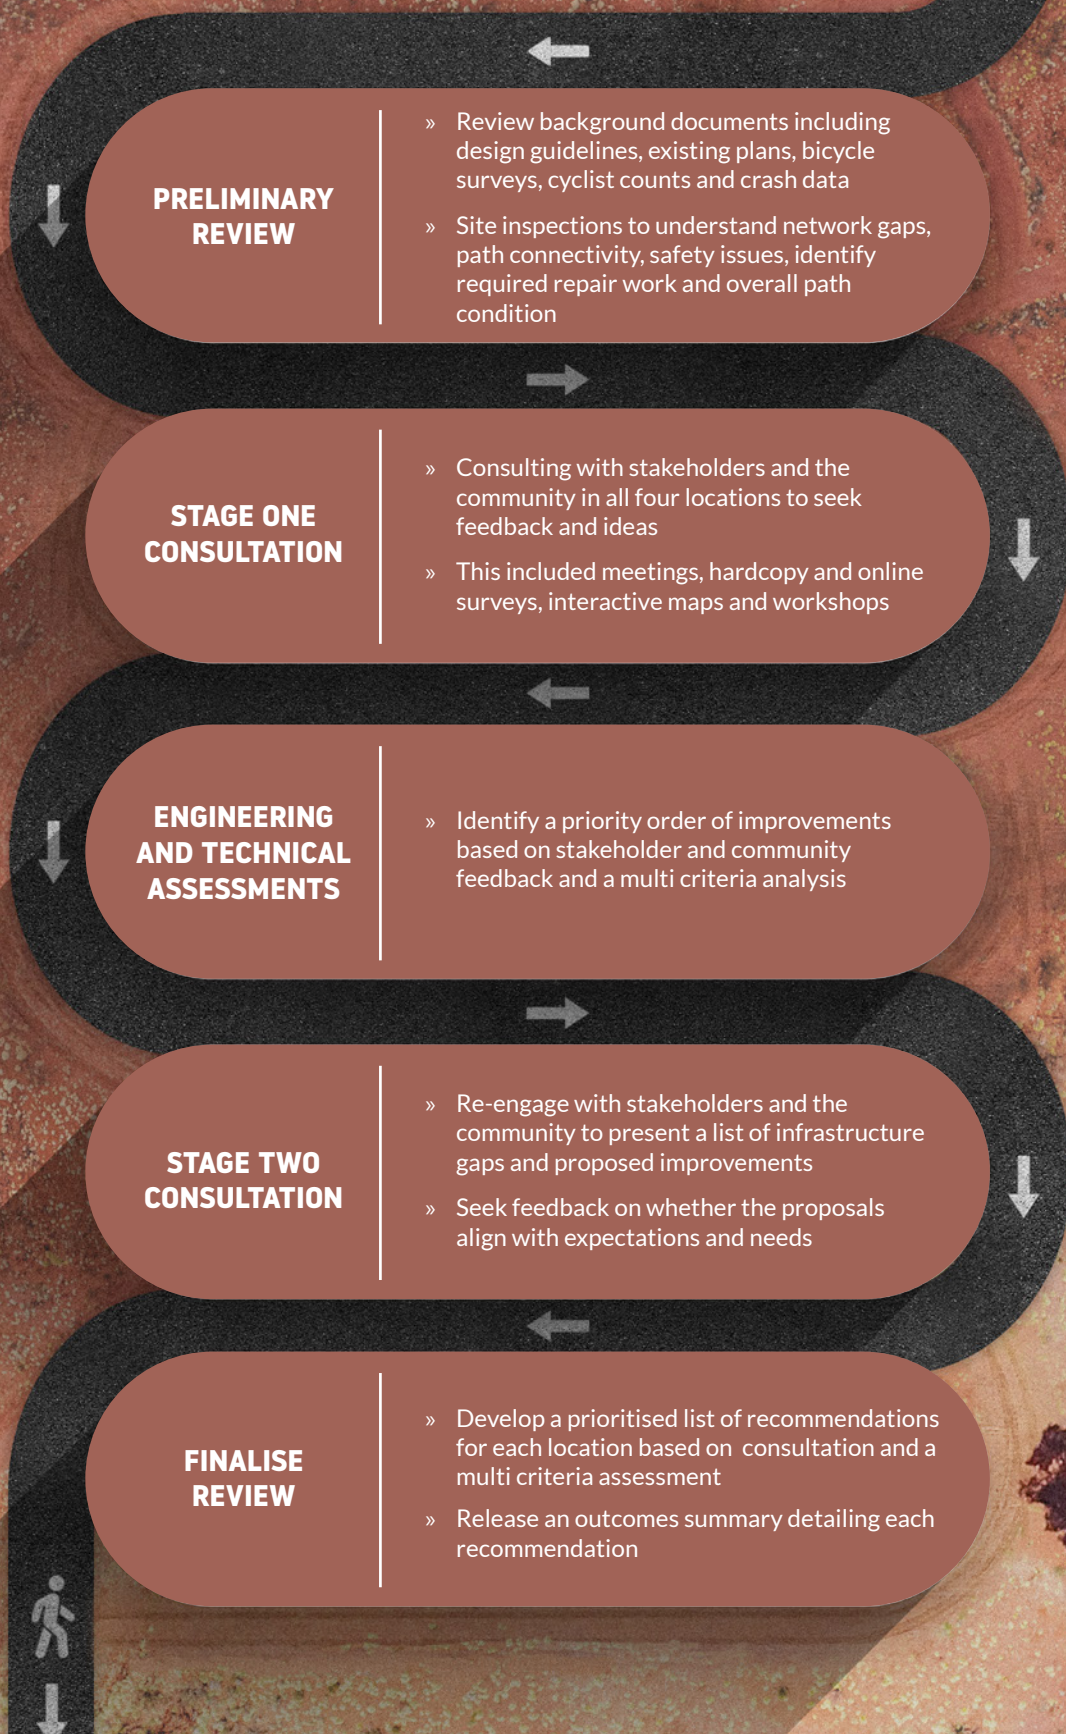 PRELIMINARY
REVIEW
» Review background documents including
design guidelines, existing plans, bicycle
surveys, cyclist counts and crash data
» Site inspections to understand network gaps,
path connectivity, safety issues, identify
required repair work and overall path
condition
STAGE ONE
CONSULTATION
» Consulting with stakeholders and the
community in all four locations to seek
feedback and ideas
» This included meetings, hardcopy and online
surveys, interactive maps and workshops
ENGINEERING
AND TECHNICAL
ASSESSMENTS
» Identify a priority order of improvements
based on stakeholder and community
feedback and a multi criteria analysis
STAGE TWO
CONSULTATION
» Re-engage with stakeholders and the
community to present a list of infrastructure
gaps and proposed improvements
» Seek feedback on whether the proposals
align with expectations and needs
FINALISE
REVIEW
» Develop a prioritised list of recommendations
for each location based on consultation and a
multi criteria assessment
» Release an outcomes summary detailing each
recommendation